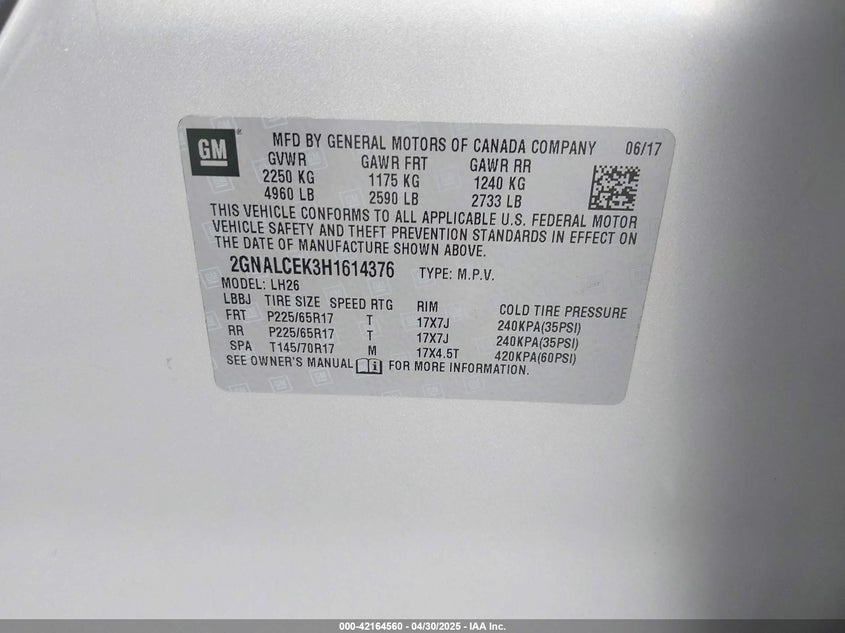 GM
MFD BY GENERAL MOTORS OF CANADA COMPANY 06/17
GVWR GAWR FRT GAWR RR
2250 KG 1175 KG 1240 KG
4960 LB 2590 LB 2733 LB
THIS VEHICLE CONFORMS TO ALL APPLICABLE U.S. FEDERAL MOTOR
VEHICLE SAFETY AND THEFT PREVENTION STANDARDS IN EFFECT ON
THE DATE OF MANUFACTURE SHOWN ABOVE.
2GNALCEK3H1614376 TYPE: M.P.V.
MODEL: LH26
LBBJ TIRE SIZE SPEED RTG RIM COLD TIRE PRESSURE
FRT P225/65R17 T 17X7J 240KPA(35PSI)
RR P225/65R17 T 17X7J 240KPA(35PSI)
SPA T145/70R17 M 17X4.5T 420KPA(60PSI)
SEE OWNER'S MANUAL i FOR MORE INFORMATION.
000-42164560 - 04/30/2025 - IAA Inc.